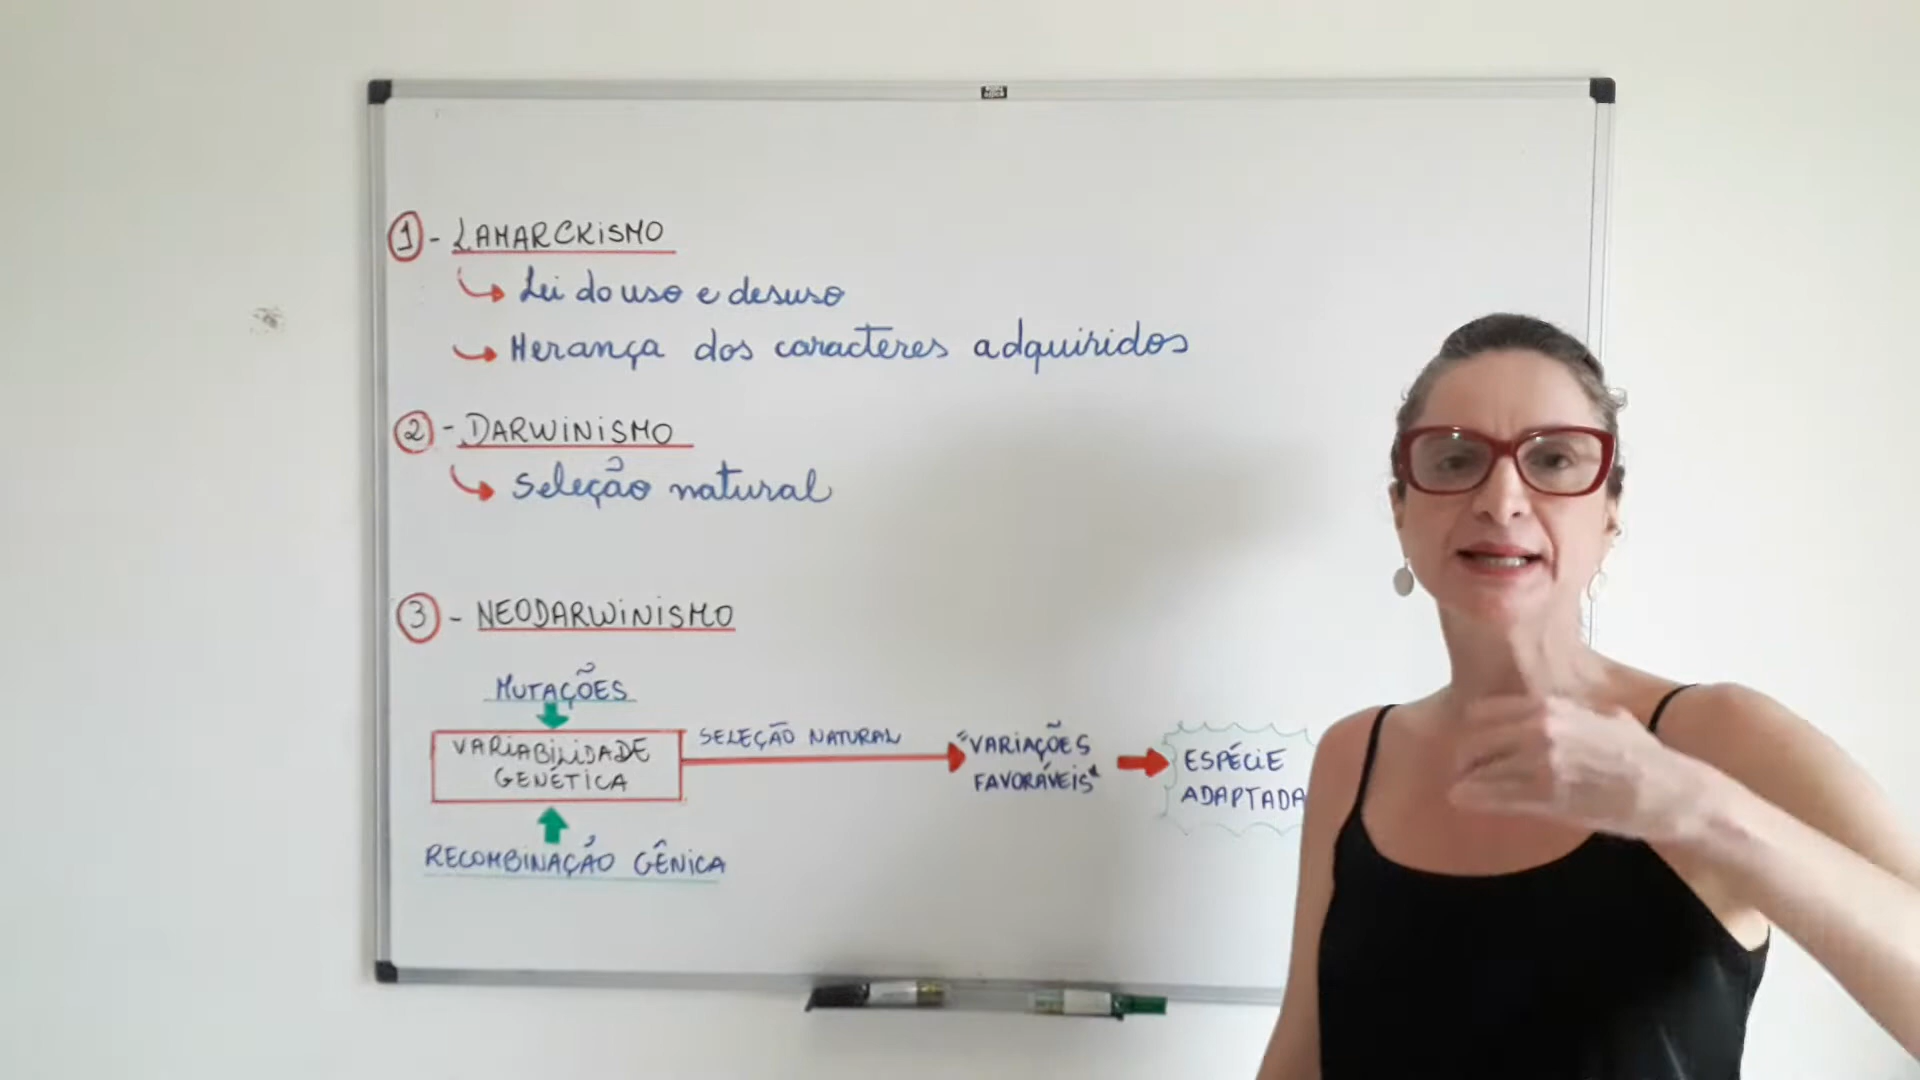 1 - LAMARCKISMO
Lei do uso e desuso
Herança dos caracteres adquiridos
2 - DARWINISMO
Seleção natural
3 - NEODARWINISMO
MUTAÇÕES
VARIABILIDADE
GENÉTICA
RECOMBINAÇÃO GÊNICA
SELEÇÃO NATURAL
"VARIAÇÕES
FAVORÁVEIS"
ESPÉCIE
ADAPTADA